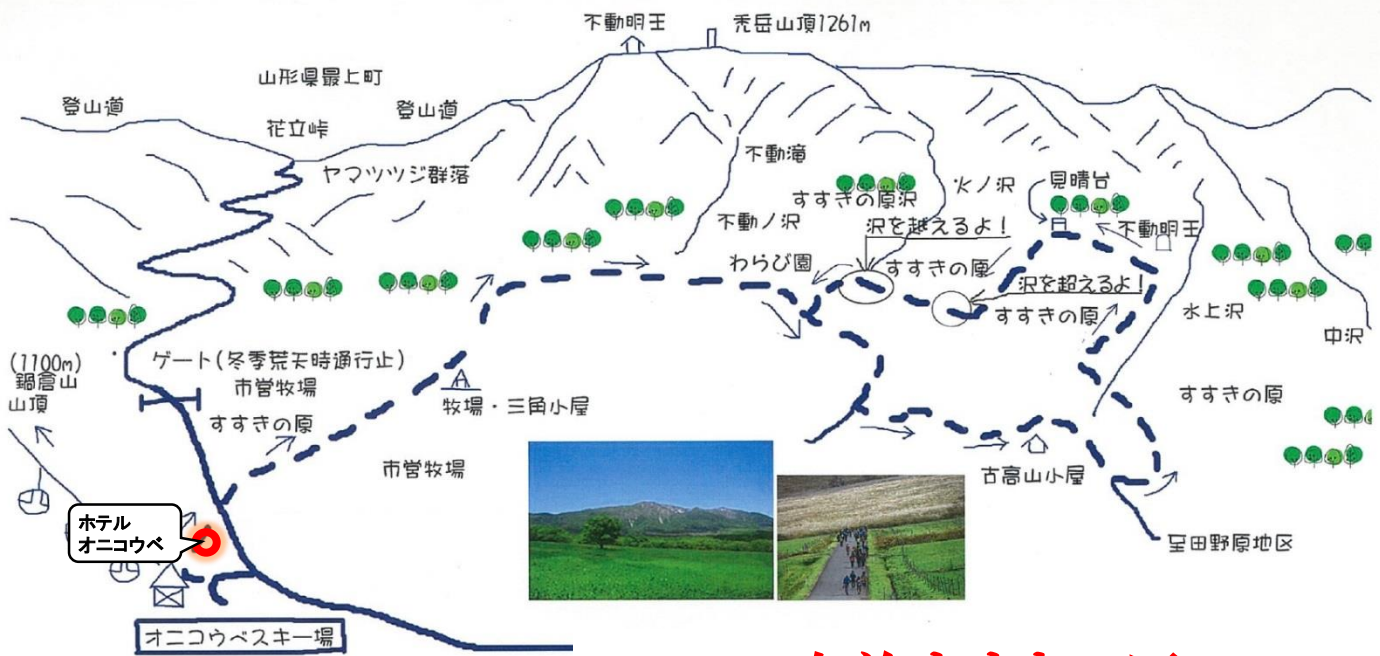 不動明王
禿岳山頂1261m
山形県最上町
登山道
登山道
花立峠
ヤマツツジ群落
不動滝
すすきの原沢
火ノ沢
見晴台
不動ノ沢
沢を越えるよ！
不動明王
わらび園
すすきの原
沢を超えるよ！
すすきの原
水上沢
中沢
(1100m)
鍋倉山
山頂
ゲート(冬季荒天時通行止)
市営牧場
すすきの原
牧場・三角小屋
すすきの原
市営牧場
古高山小屋
ホテル
オニコウベ
至田野原地区
オニコウベスキー場